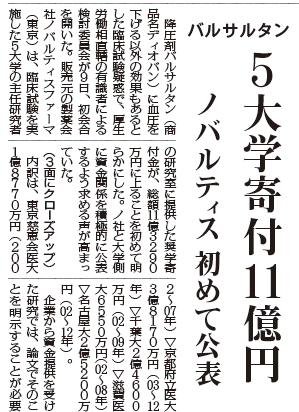 バルサルタン
5大学寄付11億円
ノバルティス 初めて公表
降圧剤バルサルタン（商
品名ディオバン）に血圧を
下げる以外の効果もあると
した臨床試験疑惑で、厚生
労働相直轄の有識者による
検討委員会が9日、初会合
を開いた。販売元の製薬会
社ノバルティスファーマ
（東京）は、臨床試験を実
施した5大学の主任研究者
の研究室に提供した奨学寄
付金が、総額11億3290
万円に上ることを初めて明
らかにした。ノ社と大学側
に資金関係を積極的に公表
するよう求める声が高まっ
ていた。
（3面にクローズアップ）
内訳は、東京慈恵会医大
1億8770万円（200
2～07年）▽京都府立医大
3億8170万円（03～12
年）▽千葉大2億4600
万円（02～09年）▽滋賀医
大6550万円（02～08年）
▽名古屋大2億5200万
円（02～12年）。
企業から資金提供を受け
た研究では、論文でそのこ
とを明示することが必要